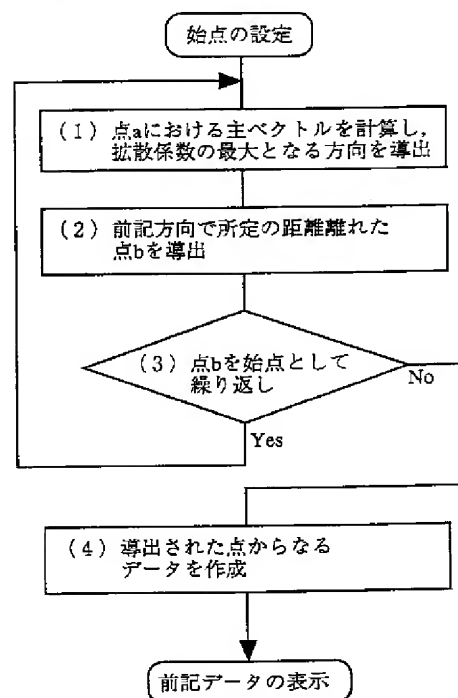 始点の設定
(1) 点aにおける主ベクトルを計算し,
拡散係数の最大となる方向を導出
(2) 前記方向で所定の距離離れた
点bを導出
(3) 点bを始点として
繰り返し
No
Yes
(4) 導出された点からなる
データを作成
前記データの表示